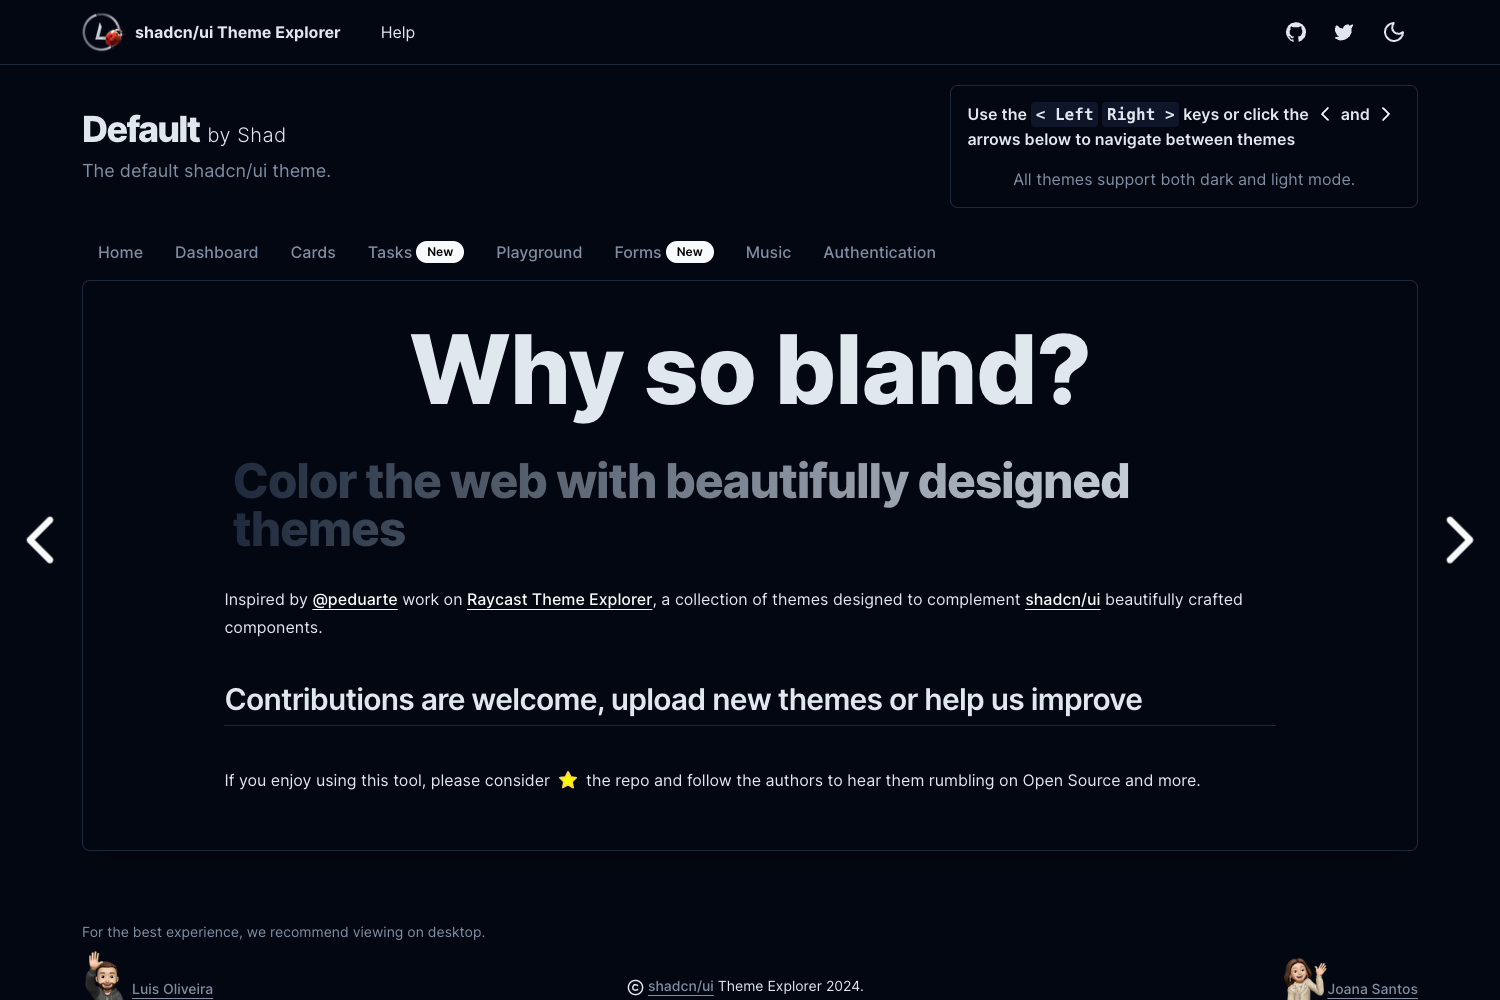 shadcn/ui Theme Explorer
Help
Default by Shad
The default shadcn/ui theme.
Use the < Left Right > keys or click the < and >
arrows below to navigate between themes
All themes support both dark and light mode.
Home
Dashboard
Cards
Tasks New
Playground
Forms New
Music
Authentication
Why so bland?
Color the web with beautifully designed
themes
Inspired by @peduarte work on Raycast Theme Explorer, a collection of themes designed to complement shadcn/ui beautifully crafted
components.
Contributions are welcome, upload new themes or help us improve
If you enjoy using this tool, please consider ⭐ the repo and follow the authors to hear them rumbling on Open Source and more.
For the best experience, we recommend viewing on desktop.
Luis Oliveira
© shadcn/ui Theme Explorer 2024.
Joana Santos